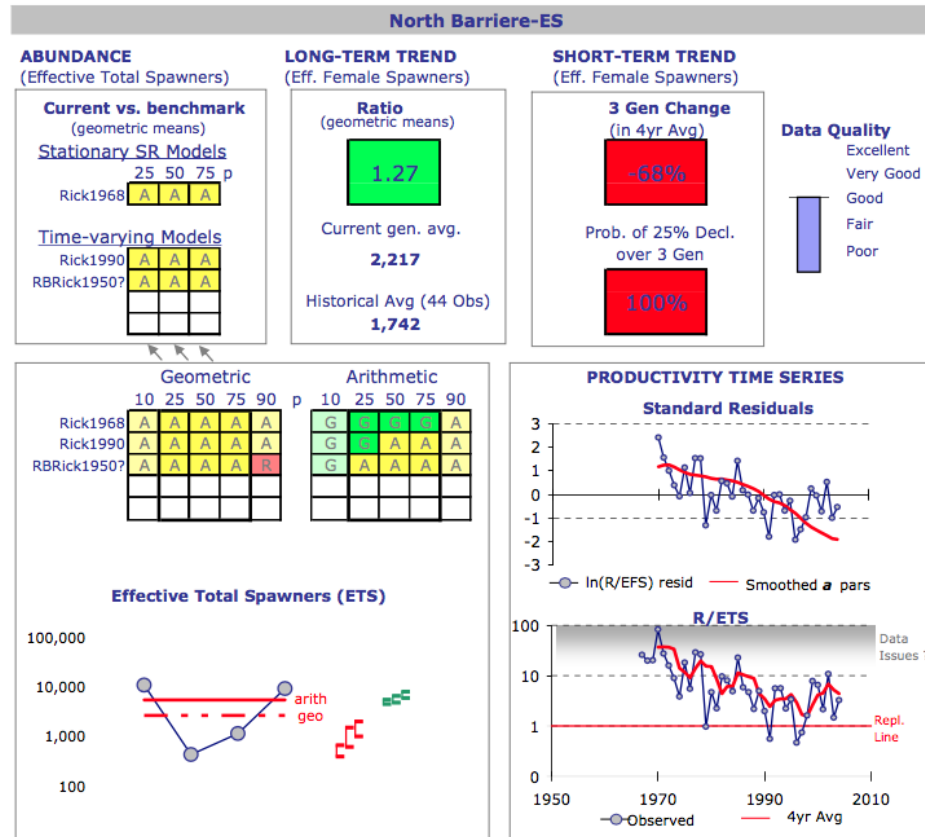 North Barriere-ES
ABUNDANCE
(Effective Total Spawners)
Current vs. benchmark
(geometric means)
Stationary SR Models
25 50 75 p
Rick1968 A A A
Time-varying Models
Rick1990 A A A
RBRick1950? A A A
LONG-TERM TREND
(Eff. Female Spawners)
Ratio
(geometric means)
1.27
Current gen. avg.
2,217
Historical Avg (44 Obs)
1,742
SHORT-TERM TREND
(Eff. Female Spawners)
3 Gen Change
(in 4yr Avg)
-68%
Prob. of 25% Decl.
over 3 Gen
100%
Data Quality
Excellent
Very Good
Good
Fair
Poor
Geometric Arithmetic
10 25 50 75 90 p 10 25 50 75 90
Rick1968 A A A A A G G G G A
Rick1990 A A A A A G G A A A
RBRick1950? A A A A R G A A A A
Effective Total Spawners (ETS)
100,000
10,000
1,000
100
arith
geo
PRODUCTIVITY TIME SERIES
Standard Residuals
3
2
1
0
-1
-2
-3
1950 1970 1990 2010
ln(R/EFS) resid Smoothed a pars
R/ETS
100
10
1
0
Data
Issues ?
Repl.
Line
1950 1970 1990 2010
Observed 4yr Avg